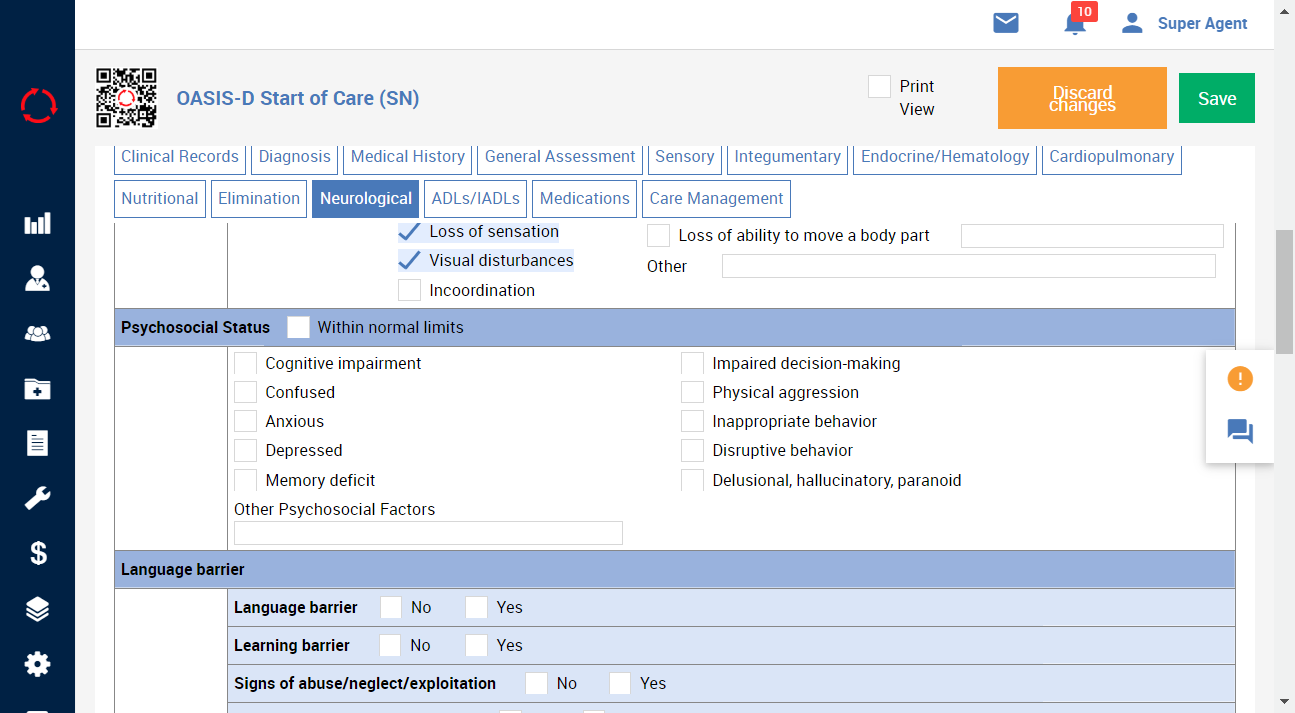 10
Super Agent
OASIS-D Start of Care (SN)
Print
View
Discard
changes
Save
Clinical Records
Diagnosis
Medical History
General Assessment
Sensory
Integumentary
Endocrine/Hematology
Cardiopulmonary
Nutritional
Elimination
Neurological
ADLs/IADLs
Medications
Care Management
Loss of sensation
Loss of ability to move a body part
Visual disturbances
Other
Incoordination
Psychosocial Status
Within normal limits
Cognitive impairment
Impaired decision-making
Confused
Physical aggression
Anxious
Inappropriate behavior
Depressed
Disruptive behavior
Memory deficit
Delusional, hallucinatory, paranoid
Other Psychosocial Factors
Language barrier
Language barrier
No
Yes
Learning barrier
No
Yes
Signs of abuse/neglect/exploitation
No
Yes